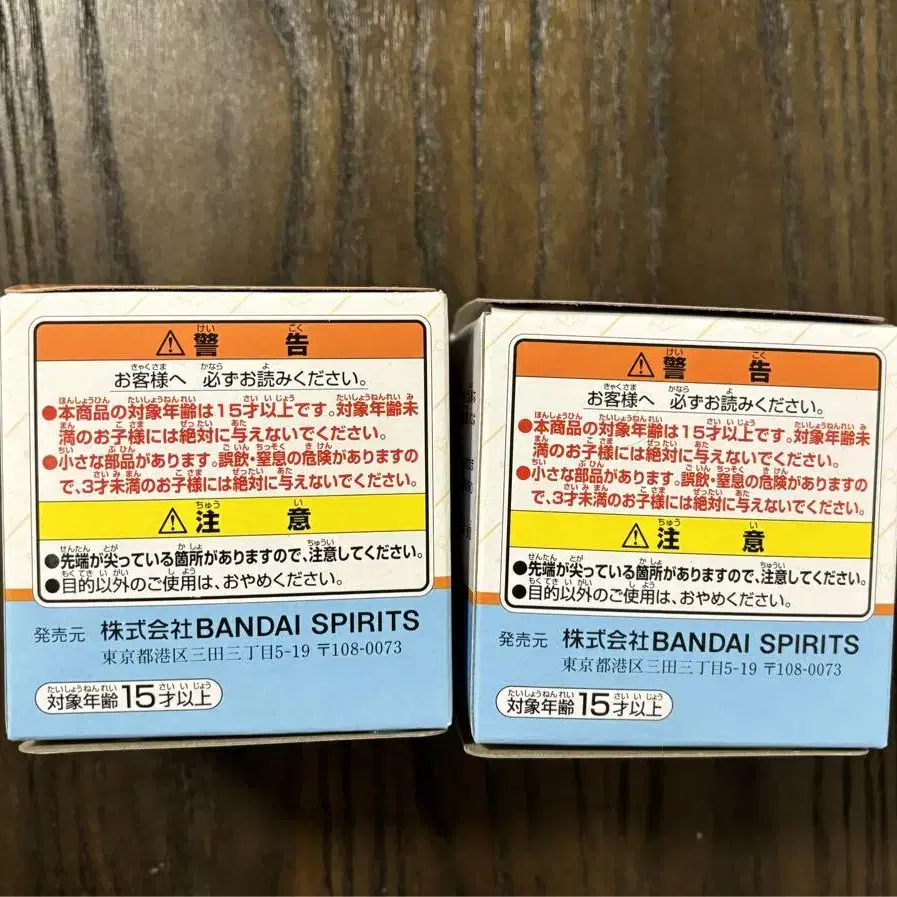 ⚠警告
お客様へ 必ずお読みください。
●本商品の対象年齢は15才以上です。対象年齢未
満のお子様には絶対に与えないでください。
●小さな部品があります。誤飲・窒息の危険がありますの
で、3才未満のお子様には絶対に与えないでください。
⚠注意
●先端が尖っている箇所がありますので、注意してください。
●目的以外のご使用は、おやめください。
発売元 株式会社BANDAI SPIRITS
東京都港区三田三丁目5-19 〒108-0073
対象年齢15才以上
⚠警告
お客様へ 必ずお読みください。
●本商品の対象年齢は15才以上です。対象年齢未
満のお子様には絶対に与えないでください。
●小さな部品があります。誤飲・窒息の危険がありますの
で、3才未満のお子様には絶対に与えないでください。
⚠注意
●先端が尖っている箇所がありますので、注意してください。
●目的以外のご使用は、おやめください。
発売元 株式会社BANDAI SPIRITS
東京都港区三田三丁目5-19 〒108-0073
対象年齢15才以上